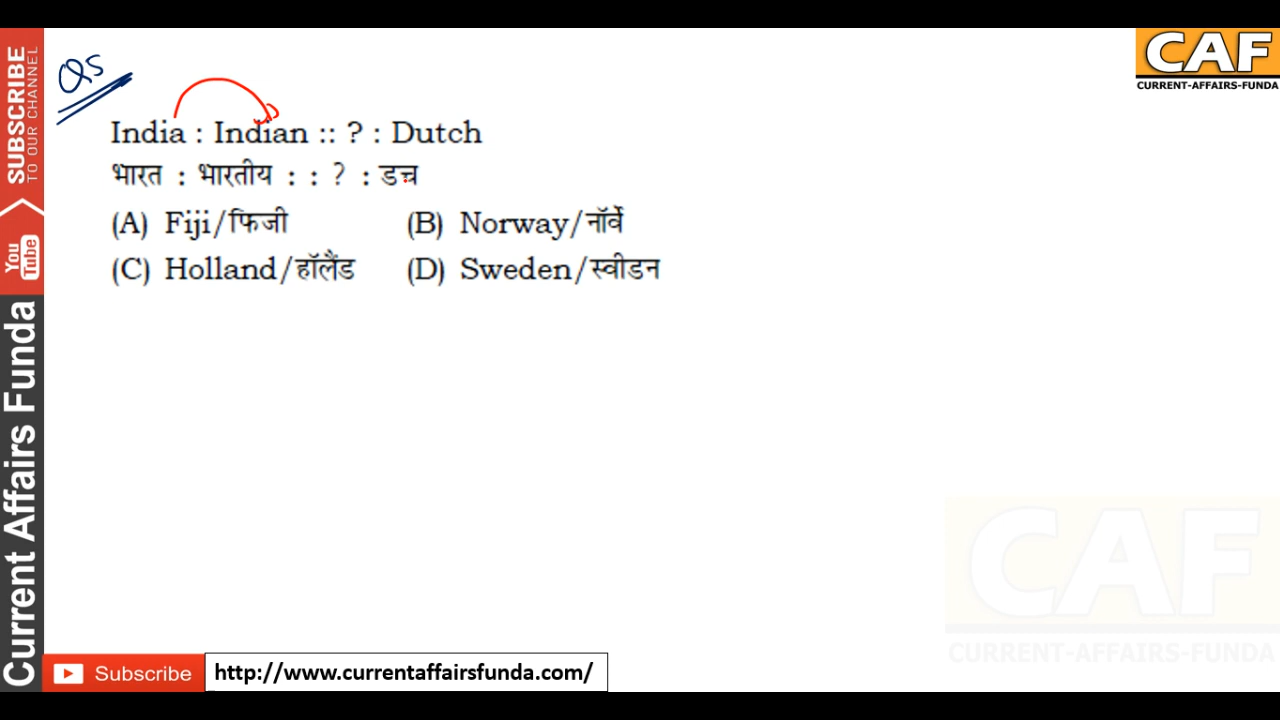 CAF
CURRENT-AFFAIRS-FUNDA
Q5
India : Indian :: ? : Dutch
भारत : भारतीय : : ? : डच
(A) Fiji/फिजी (B) Norway/नॉर्वे
(C) Holland/हॉलैंड (D) Sweden/स्वीडन
SUBSCRIBE
TO OUR CHANNEL
You
Tube
Current Affairs Funda
CAF
CURRENT-AFFAIRS-FUNDA
Subscribe
http://www.currentaffairsfunda.com/